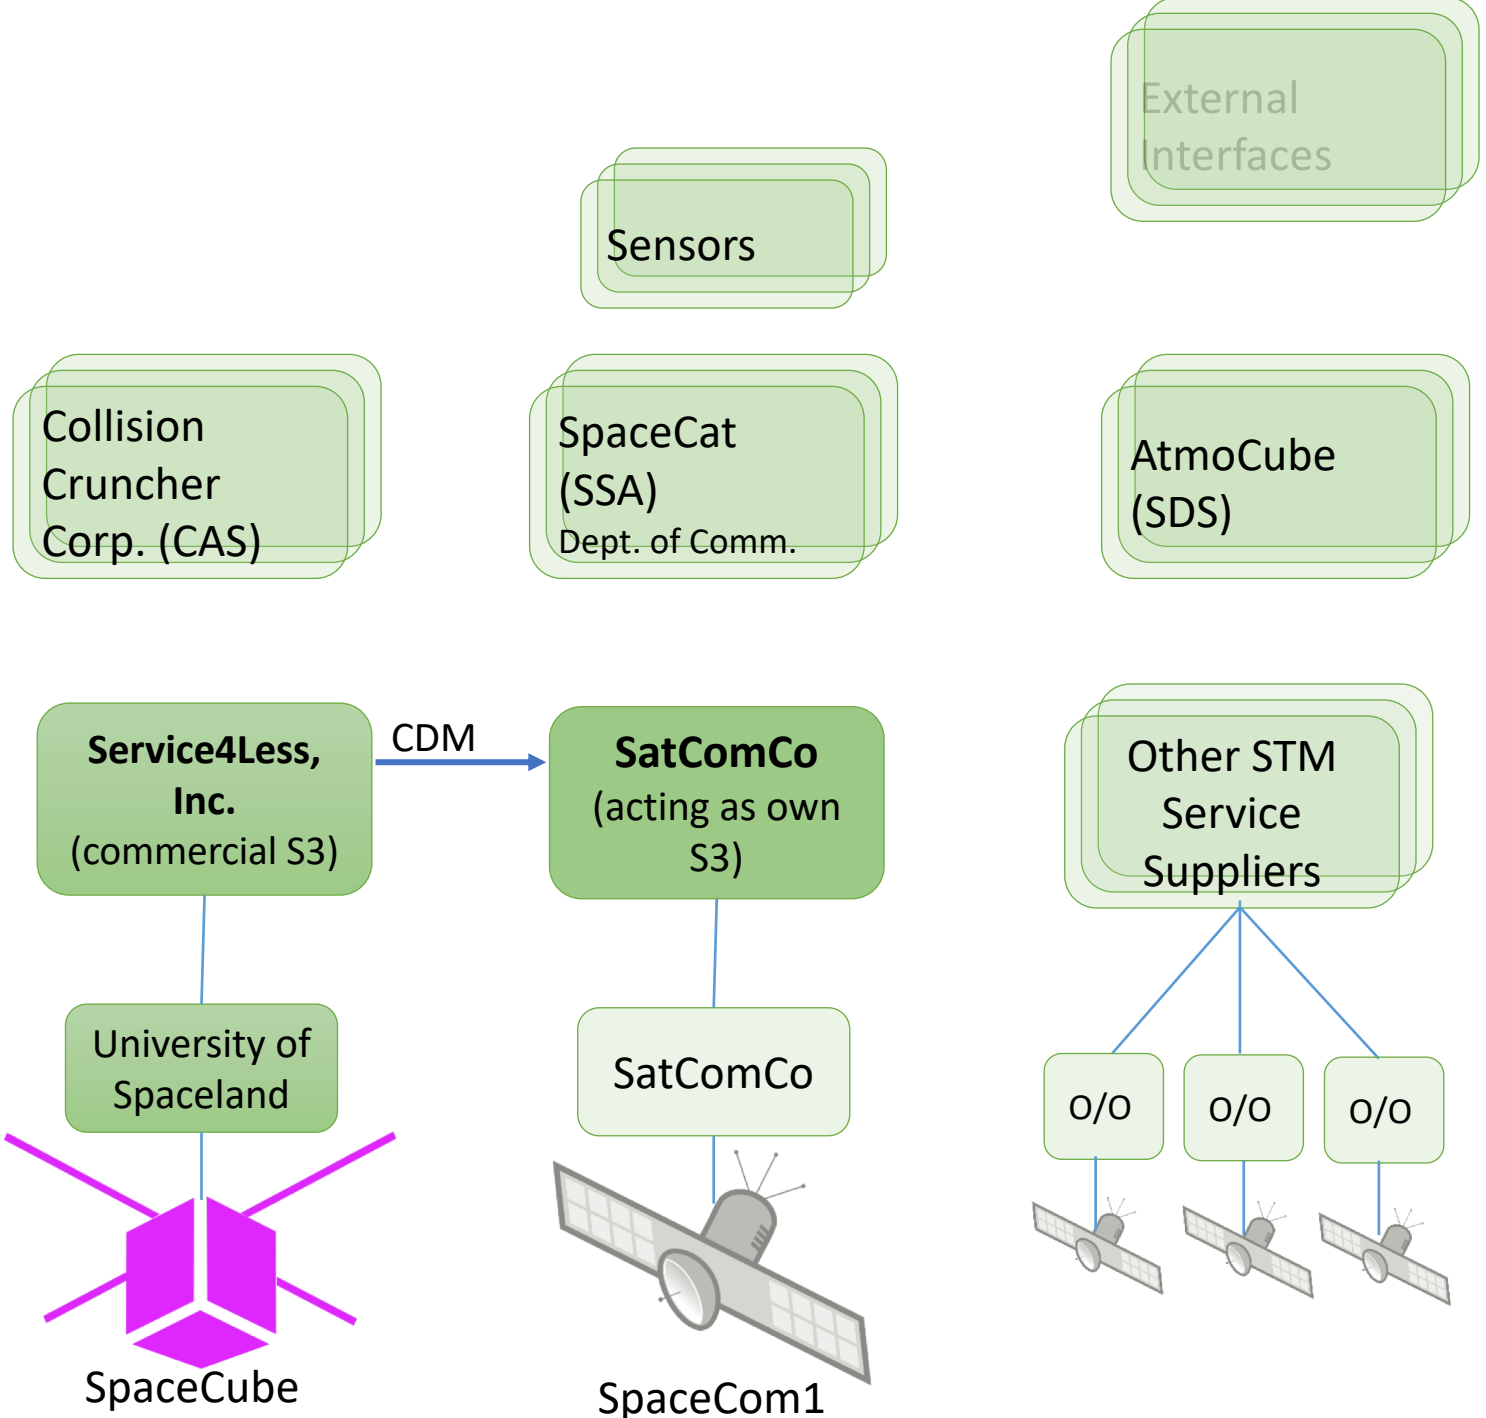 External
Interfaces
Sensors
Collision
Cruncher
Corp. (CAS)
SpaceCat
(SSA)
Dept. of Comm.
AtmoCube
(SDS)
Service4Less,
Inc.
(commercial S3)
CDM
SatComCo
(acting as own
S3)
Other STM
Service
Suppliers
University of
Spaceland
SatComCo
O/O
O/O
O/O
SpaceCube
SpaceCom1